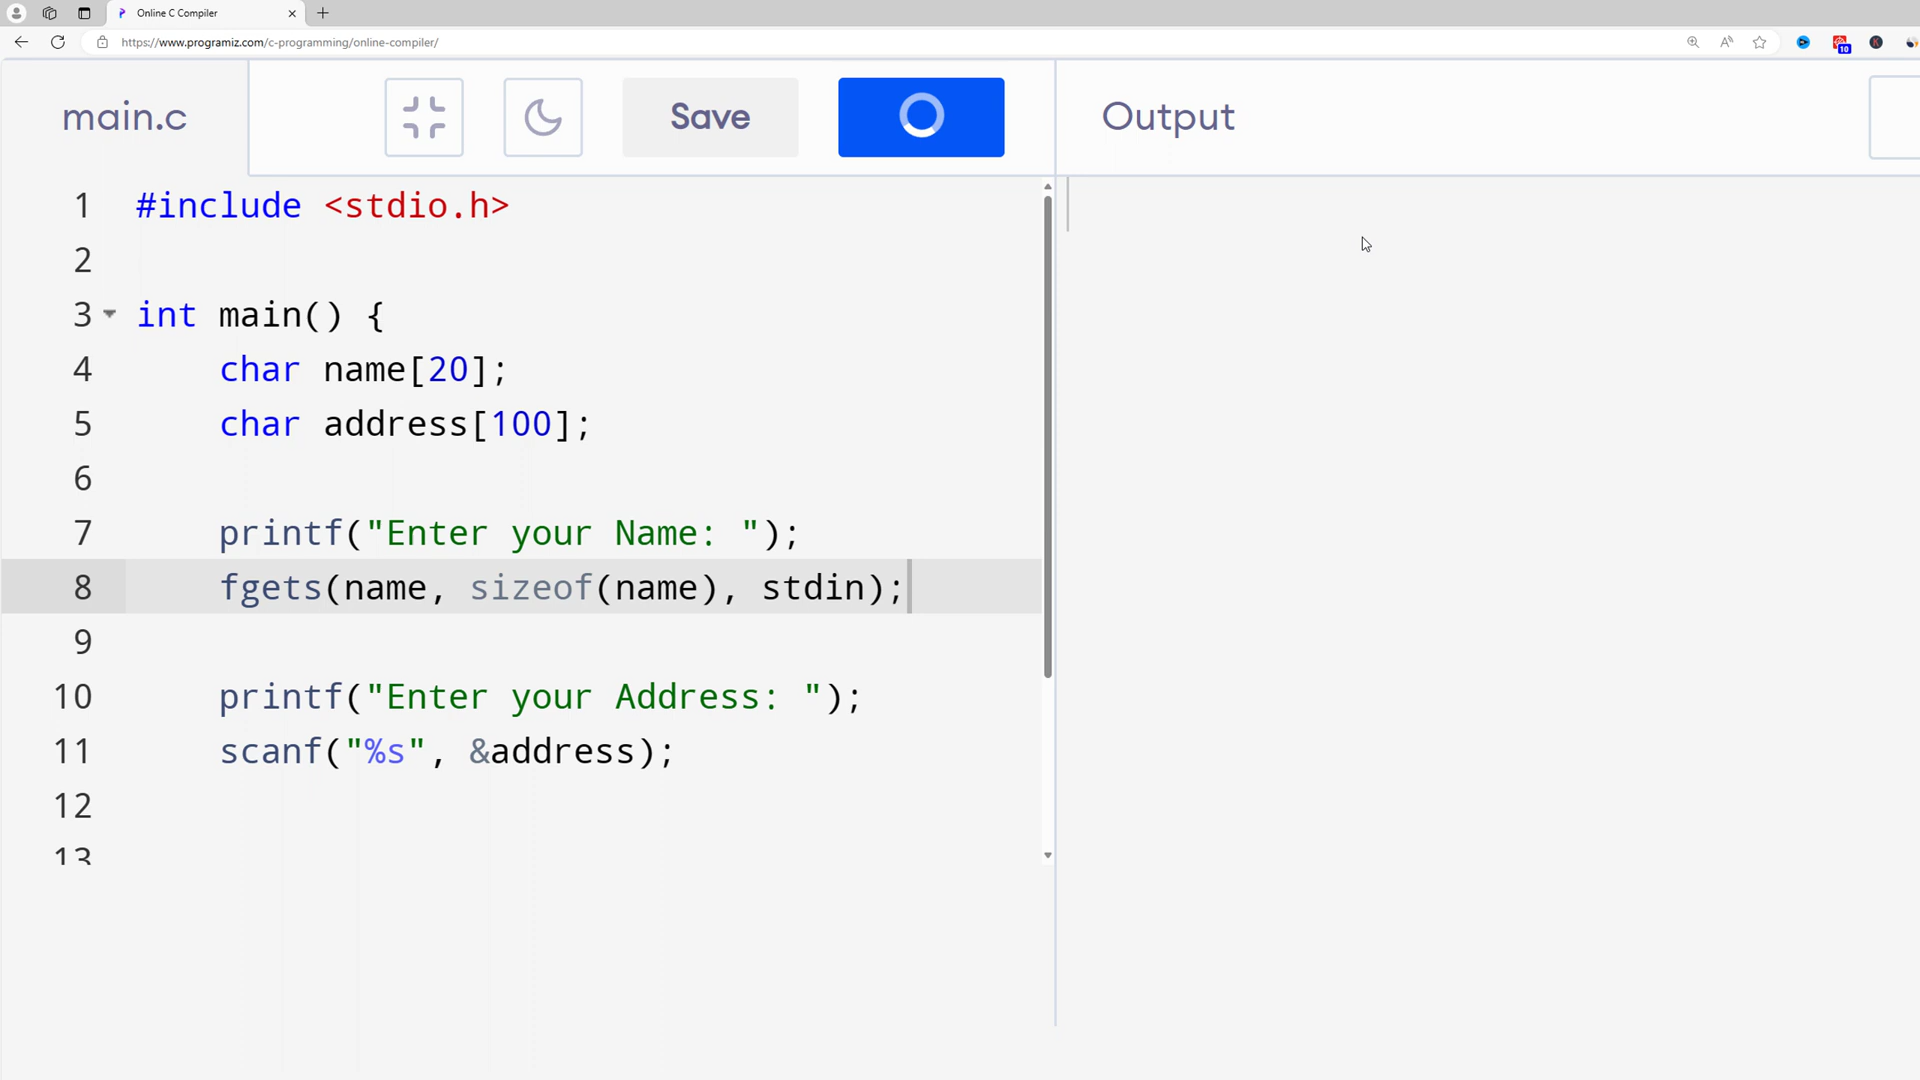 Online C Compiler
https://www.programiz.com/c-programming/online-compiler/
10
main.c
Save
Output
1 #include <stdio.h>
2
3 int main() {
4 char name[20];
5 char address[100];
6
7 printf("Enter your Name: ");
8 fgets(name, sizeof(name), stdin);
9
10 printf("Enter your Address: ");
11 scanf("%s", &address);
12
13